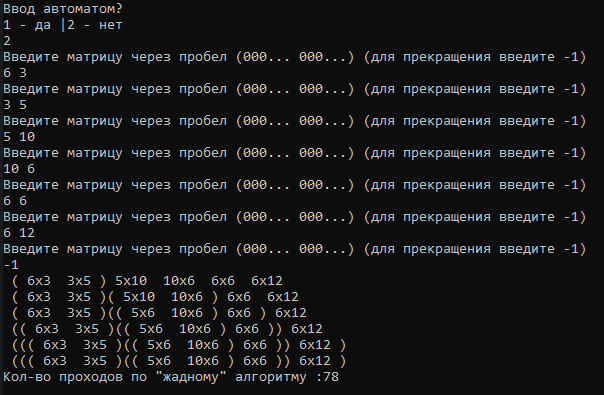 Ввод автоматом?
1 - да |2 - нет
2
Введите матрицу через пробел (000... 000...) (для прекращения введите -1)
6 3
Введите матрицу через пробел (000... 000...) (для прекращения введите -1)
3 5
Введите матрицу через пробел (000... 000...) (для прекращения введите -1)
5 10
Введите матрицу через пробел (000... 000...) (для прекращения введите -1)
10 6
Введите матрицу через пробел (000... 000...) (для прекращения введите -1)
6 6
Введите матрицу через пробел (000... 000...) (для прекращения введите -1)
6 12
Введите матрицу через пробел (000... 000...) (для прекращения введите -1)
-1
( 6x3  3x5 ) 5x10  10x6  6x6  6x12
( 6x3  3x5 )( 5x10  10x6 ) 6x6  6x12
( 6x3  3x5 )(( 5x6  10x6 ) 6x6 ) 6x12
(( 6x3  3x5 )(( 5x6  10x6 ) 6x6 )) 6x12
((( 6x3  3x5 )(( 5x6  10x6 ) 6x6 )) 6x12 )
((( 6x3  3x5 )(( 5x6  10x6 ) 6x6 )) 6x12 )
Кол-во проходов по "жадному" алгоритму :78